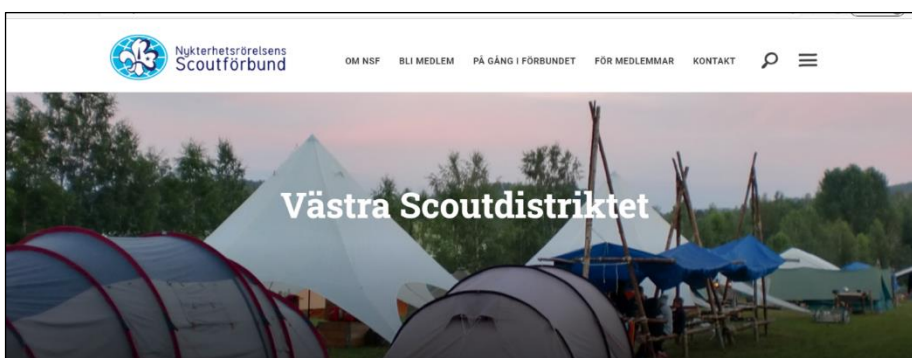 Nykterhetsrörelsens
Scoutförbund
OM NSF BLI MEDLEM PÅ GÅNG I FÖRBUNDET FÖR MEDLEMMAR KONTAKT
Västra Scoutdistriktet